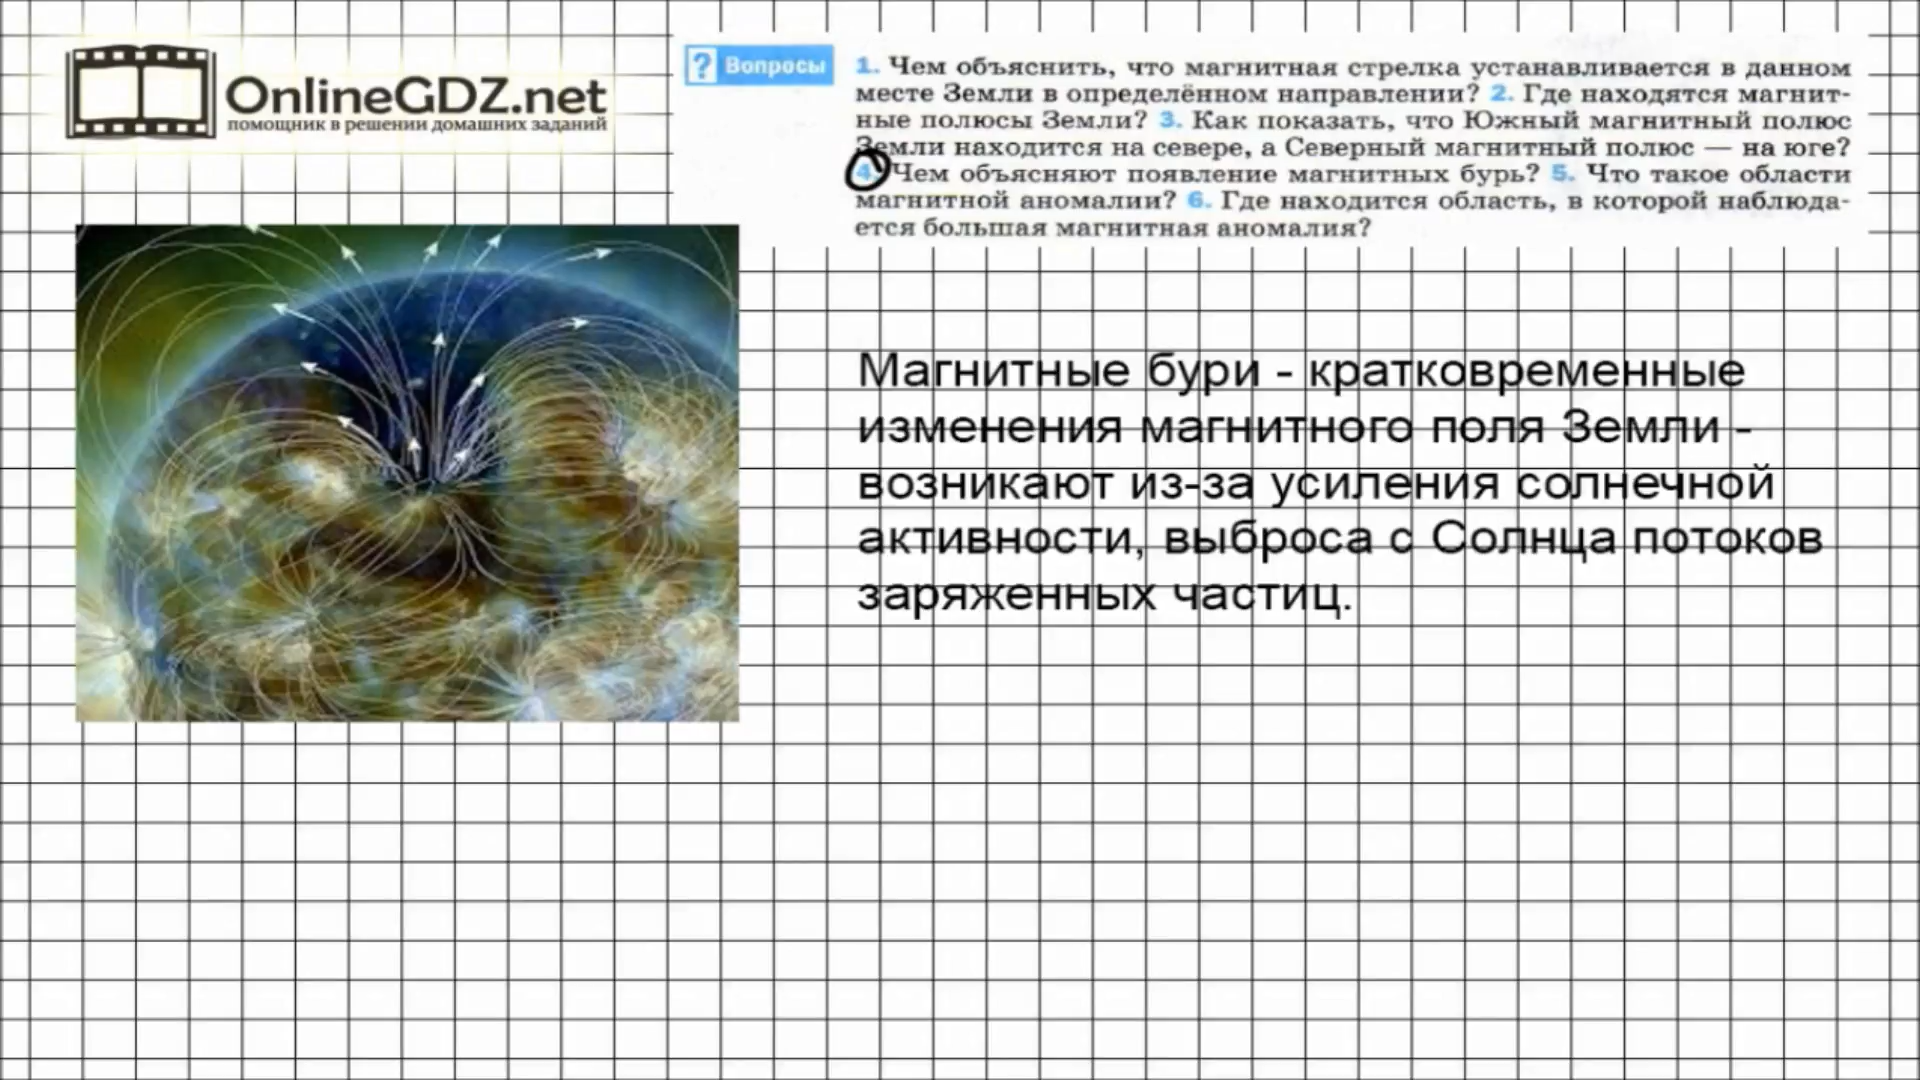 OnlineGDZ.net
помощник в решении домашних заданий
? Вопросы
1. Чем объяснить, что магнитная стрелка устанавливается в данном
месте Земли в определённом направлении? 2. Где находятся магнит-
ные полюсы Земли? 3. Как показать, что Южный магнитный полюс
Земли находится на севере, а Северный магнитный полюс — на юге?
4. Чем объясняют появление магнитных бурь? 5. Что такое области
магнитной аномалии? 6. Где находится область, в которой наблюда-
ется большая магнитная аномалия?
Магнитные бури - кратковременные
изменения магнитного поля Земли -
возникают из-за усиления солнечной
активности, выброса с Солнца потоков
заряженных частиц.